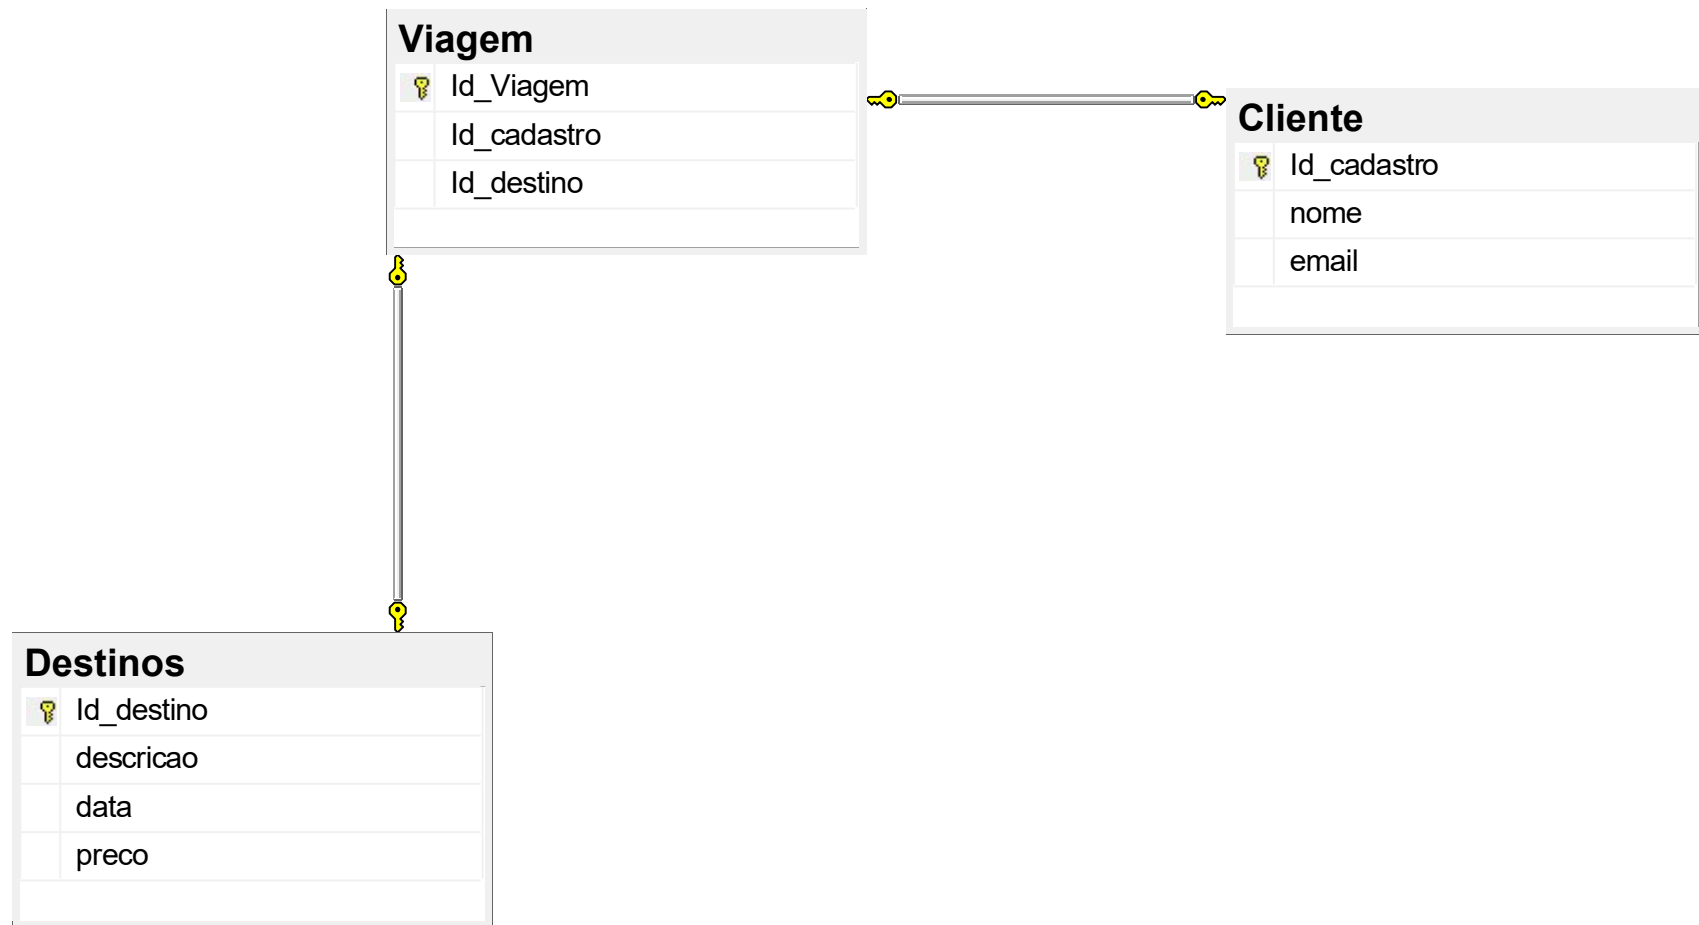 Viagem
Id_Viagem
Id_cadastro
Id_destino
Cliente
Id_cadastro
nome
email
Destinos
Id_destino
descricao
data
preco